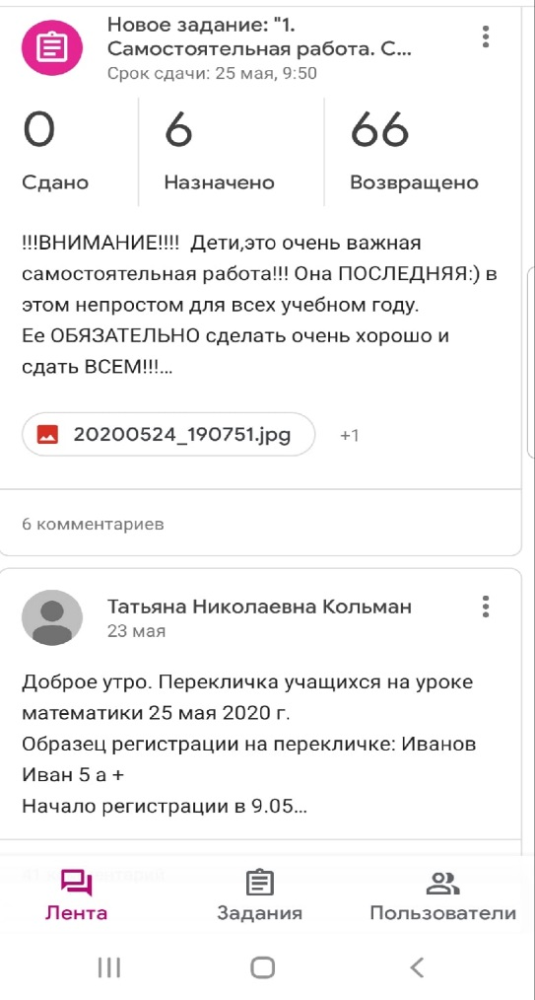 Новое задание: "1.
Самостоятельная работа. С...
Срок сдачи: 25 мая, 9:50
0
6
66
Сдано
Назначено
Возвращено
!!!ВНИМАНИЕ!!!! Дети,это очень важная
самостоятельная работа!!! Она ПОСЛЕДНЯЯ:) в
этом непростом для всех учебном году.
Ее ОБЯЗАТЕЛЬНО сделать очень хорошо и
сдать ВСЕМ!!!...
20200524_190751.jpg
+1
6 комментариев
Татьяна Николаевна Кольман
23 мая
Доброе утро. Перекличка учащихся на уроке
математики 25 мая 2020 г.
Образец регистрации на перекличке: Иванов
Иван 5 а +
Начало регистрации в 9.05...
Лента
Задания
Пользователи